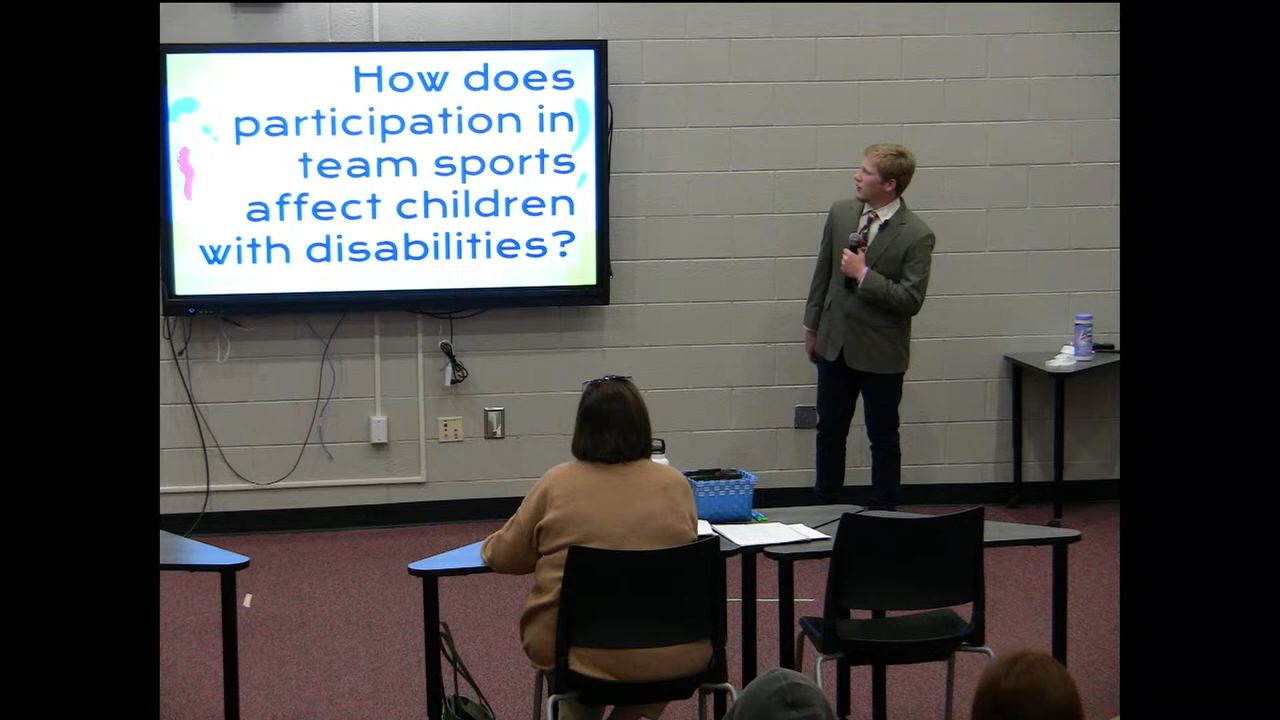 How does
participation in
team sports
affect children
with disabilities?